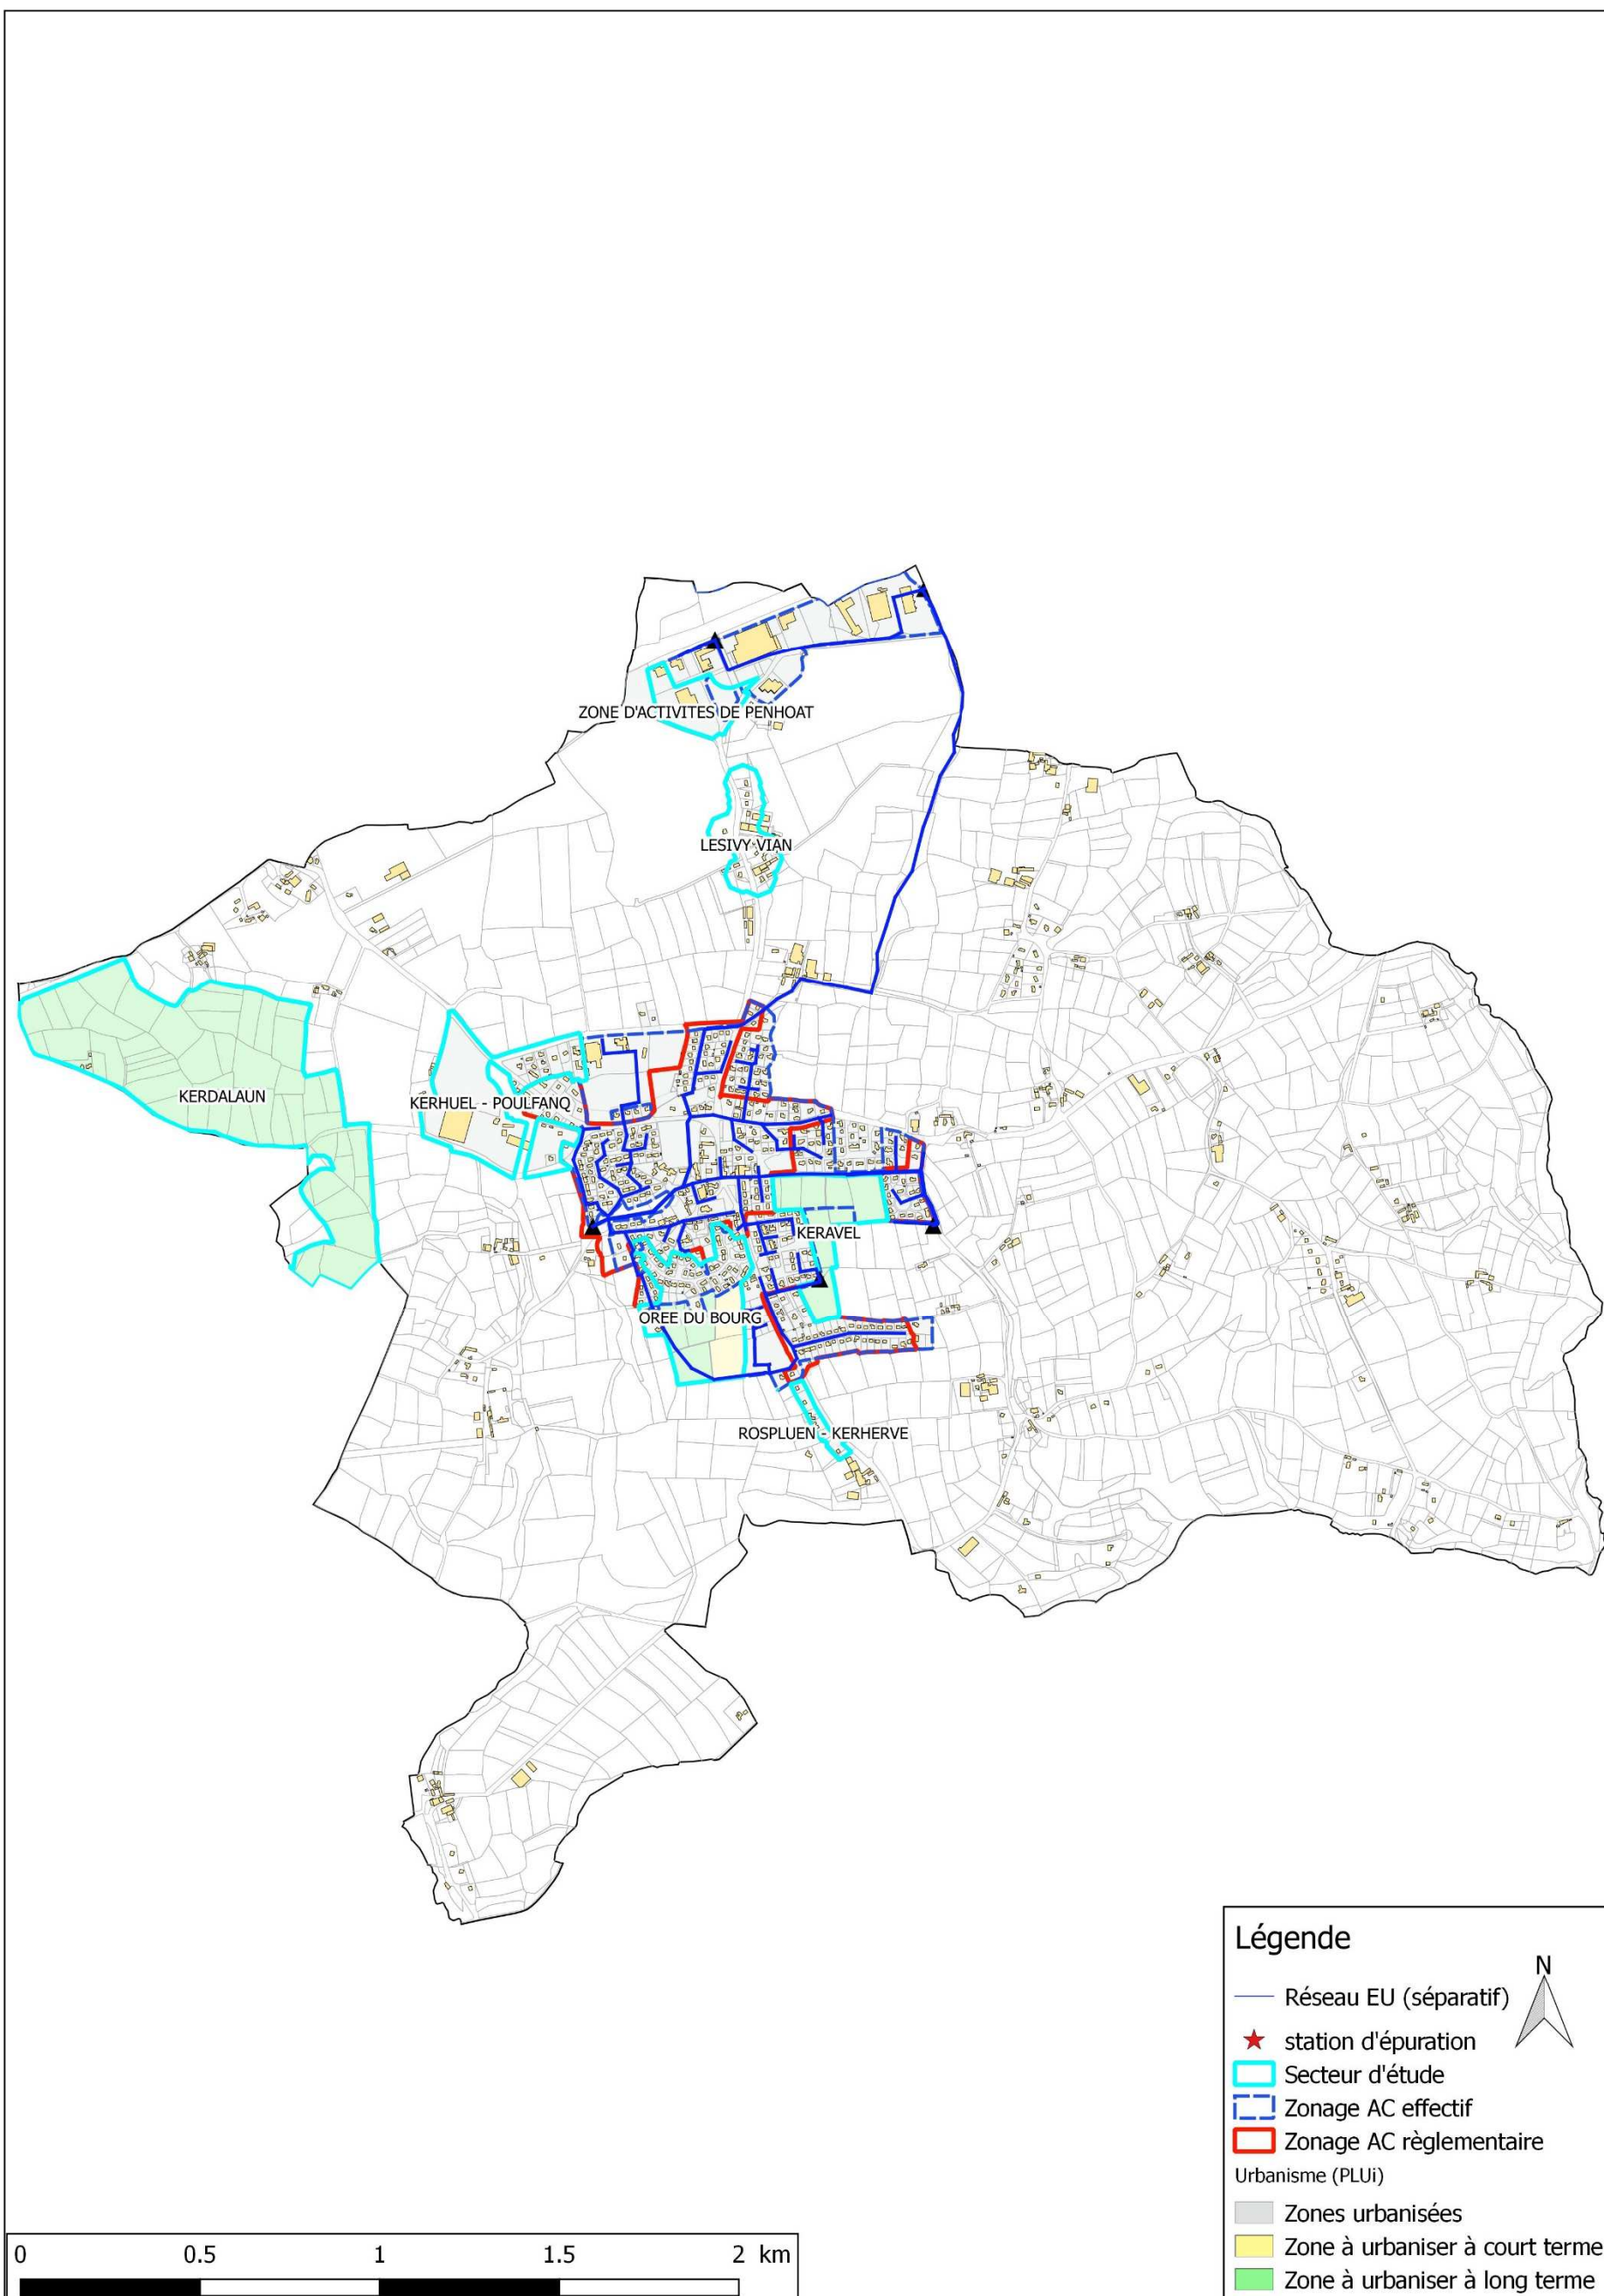 ZONE D'ACTIVITES DE PENHOAT
LESIVY VIAN
KERDALAUN
KERHUEL - POULFANQ
KERAVEL
OREE DU BOURG
ROSPLUEN - KERHERVE
Légende
N
Réseau EU (séparatif)
station d'épuration
Secteur d'étude
Zonage AC effectif
Zonage AC règlementaire
Urbanisme (PLUi)
Zones urbanisées
Zone à urbaniser à court terme
Zone à urbaniser à long terme
0 0.5 1 1.5 2 km